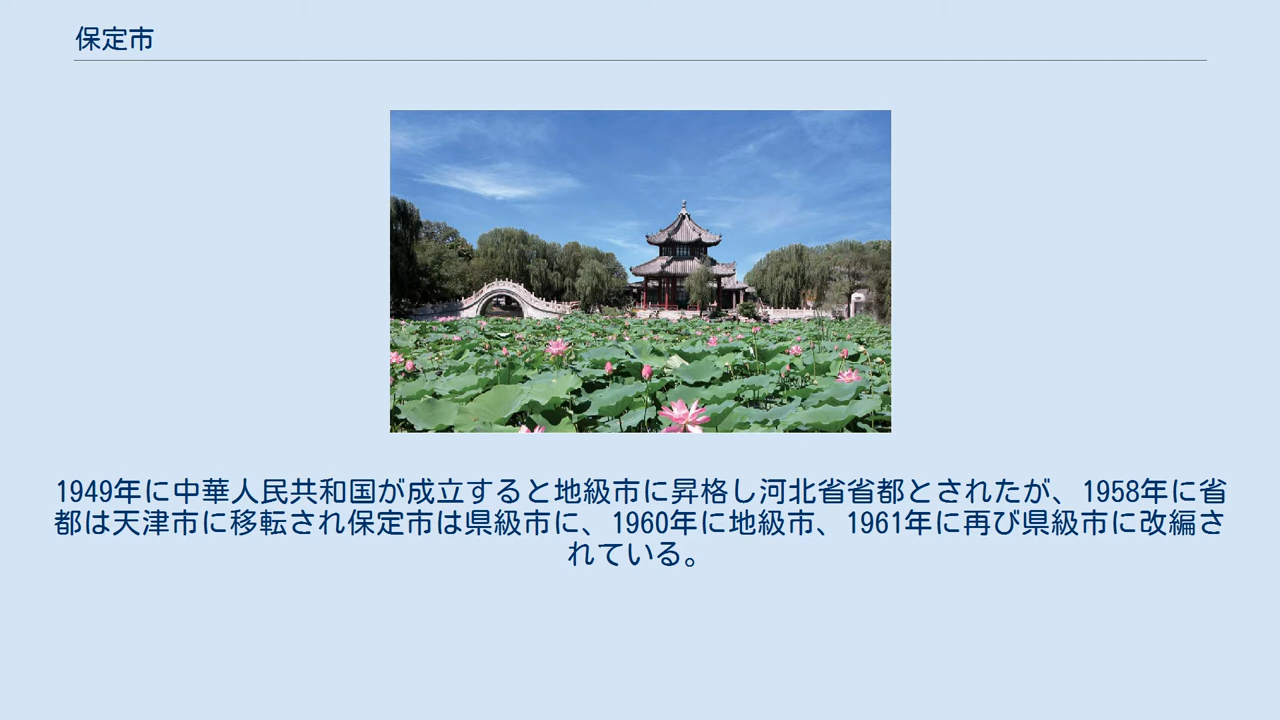 保定市
1949年に中華人民共和国が成立すると地級市に昇格し河北省省都とされたが、1958年に省
都は天津市に移転され保定市は県級市に、1960年に地級市、1961年に再び県級市に改編さ
れている。